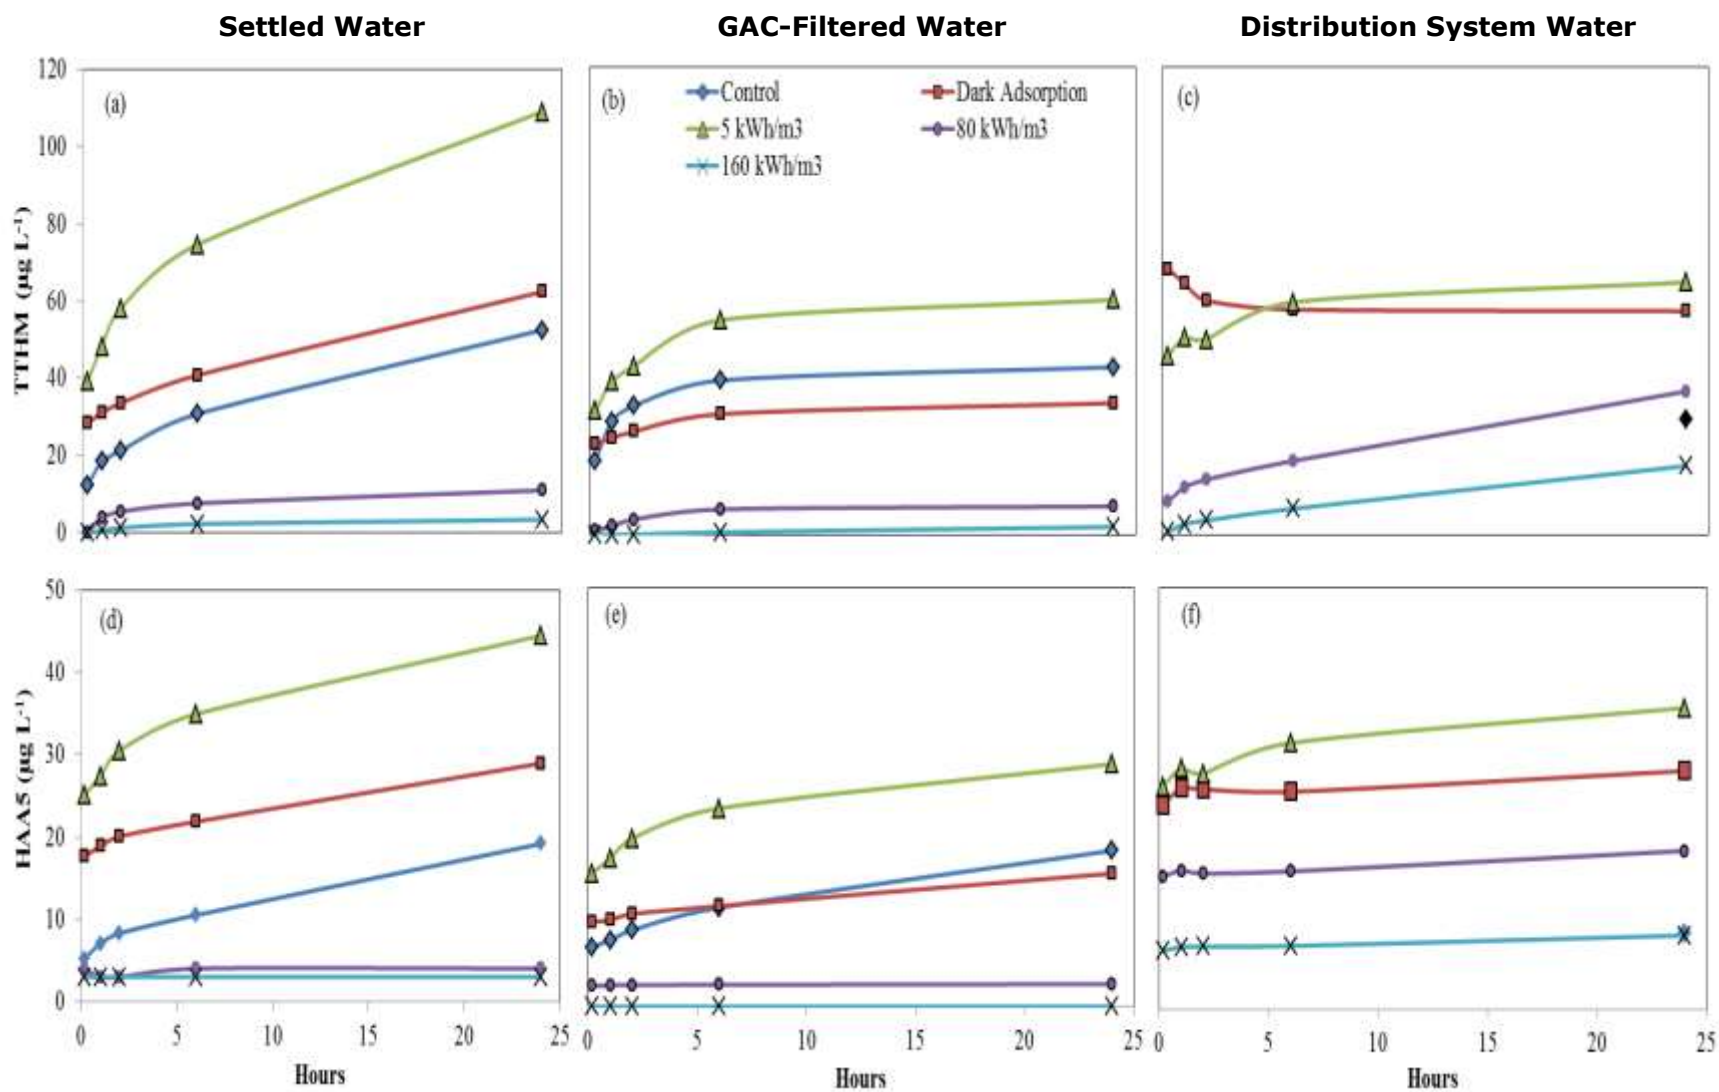 Settled Water
GAC-Filtered Water
Distribution System Water
TTHM (µg L⁻¹)
120
100
80
60
40
20
0
(a)
(b)
Control
Dark Adsorption
5 kWh/m3
80 kWh/m3
160 kWh/m3
(c)
HAA5 (µg L⁻¹)
50
40
30
20
10
0
(d)
(e)
(f)
0 5 10 15 20 25
0 5 10 15 20 25
0 5 10 15 20 25
Hours
Hours
Hours